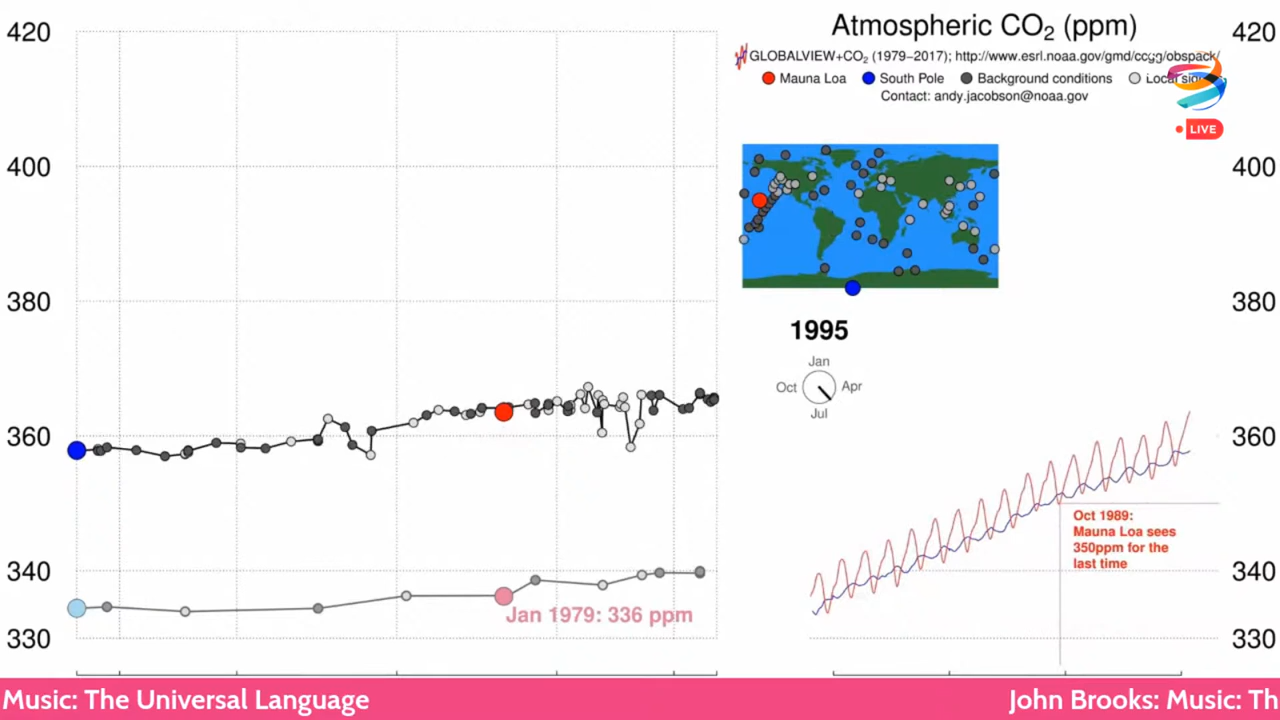 Atmospheric CO₂ (ppm)
GLOBALVIEW+CO₂ (1979–2017); http://www.esrl.noaa.gov/gmd/ccgg/obspack/
Mauna Loa South Pole Background conditions Local
Contact: andy.jacobson@noaa.gov
LIVE
420
400
380
360
340
330
420
400
380
360
340
330
1995
Jan
Oct Apr
Jul
Oct 1989:
Mauna Loa sees
350ppm for the
last time
Jan 1979: 336 ppm
Music: The Universal Language
John Brooks: Music: Th